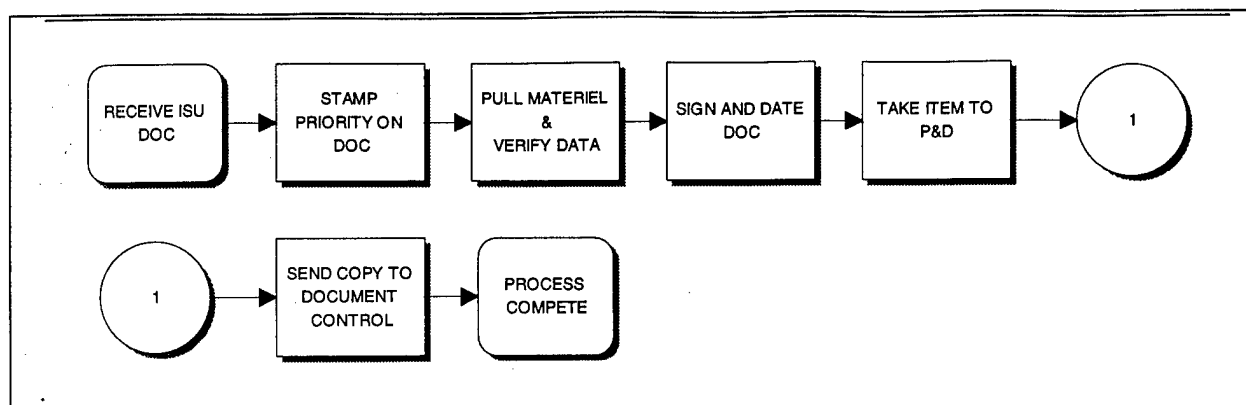 RECEIVE ISU
DOC
STAMP
PRIORITY ON
DOC
PULL MATERIEL
&
VERIFY DATA
SIGN AND DATE
DOC
TAKE ITEM TO
P&D
1
1
SEND COPY TO
DOCUMENT
CONTROL
PROCESS
COMPETE